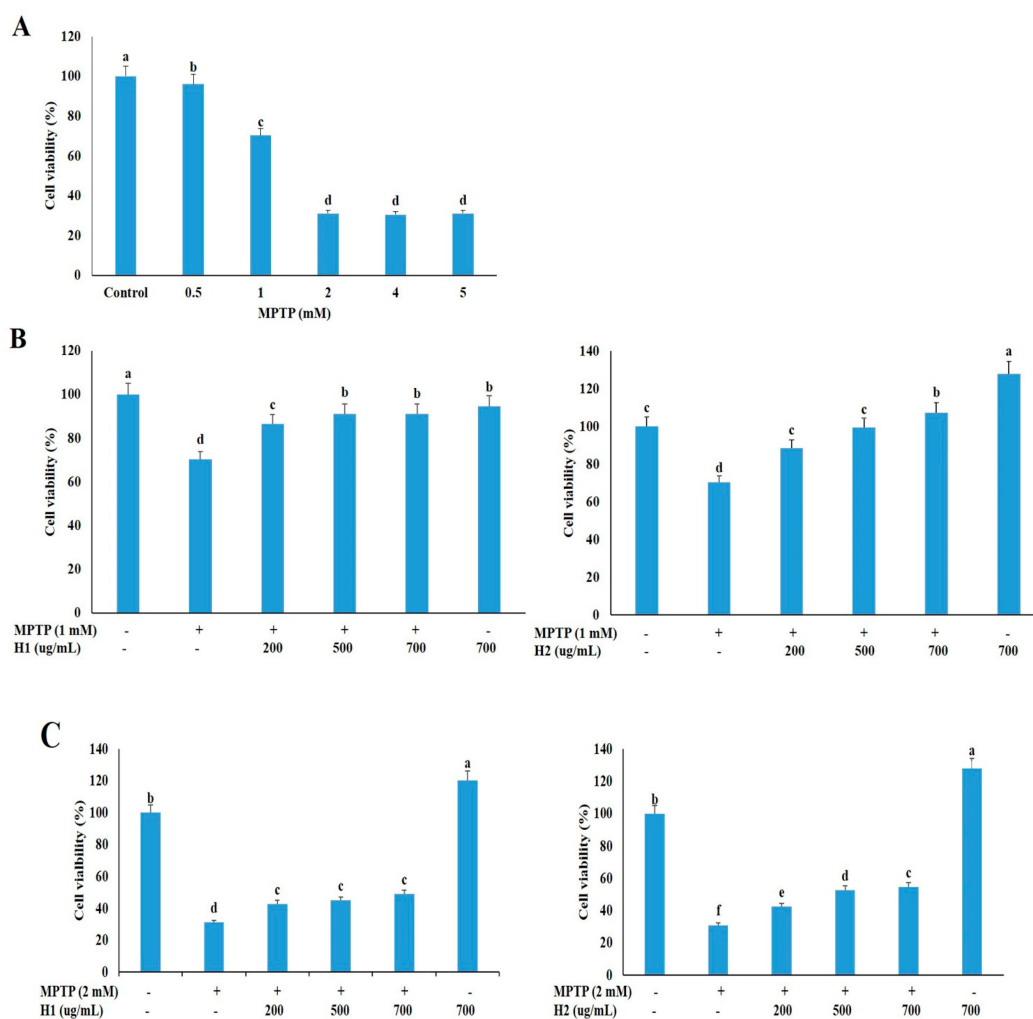 A
120
100
80
60
40
20
0
Cell viability (%)
a
b
c
d
d
d
Control 0.5 1 2 4 5
MPTP (mM)
B
120
100
80
60
40
20
0
Cell viability (%)
a
d
c
b
b
b
MPTP (1 mM) - + + + + -
H1 (ug/mL) - - 200 500 700 700
140
120
100
80
60
40
20
0
Cell viability (%)
c
d
c
c
b
a
MPTP (1 mM) - + + + + -
H2 (ug/mL) - - 200 500 700 700
C
140
120
100
80
60
40
20
0
Cell vialbility (%)
b
d
c
c
c
a
MPTP (2 mM) - + + + + -
H1 (ug/mL) - - 200 500 700 700
140
120
100
80
60
40
20
0
Cell viability (%)
b
f
e
d
c
a
MPTP (2 mM) - + + + + -
H2 (ug/mL) - - 200 500 700 700